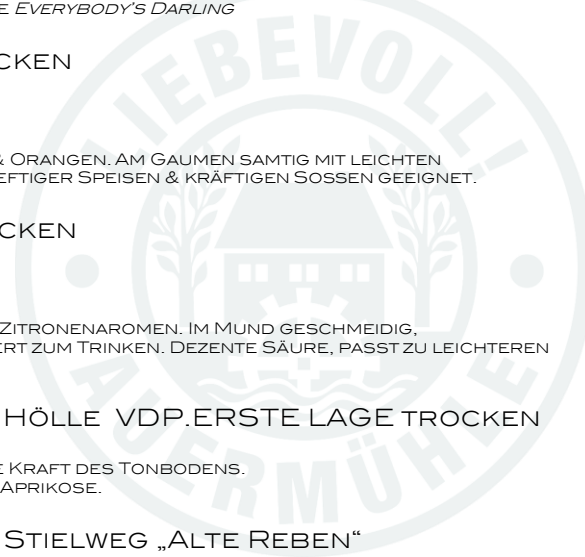 E EVERYBODY'S DARLING
CKEN
& ORANGEN. AM GAUMEN SAMTIG MIT LEICHTEN
EFTIGER SPEISEN & KRÄFTIGEN SOSSEN GEEIGNET.
CKEN
ZITRONENAROMEN. IM MUND GESCHMEIDIG,
ERT ZUM TRINKEN. DEZENTE SÄURE, PASST ZU LEICHTEREN
HÖLLE VDP.ERSTE LAGE TROCKEN
E KRAFT DES TONBODENS.
APRIKOSE.
STIELWEG „ALTE REBEN“
LIEBEVOLL!
AUERMÜHLE